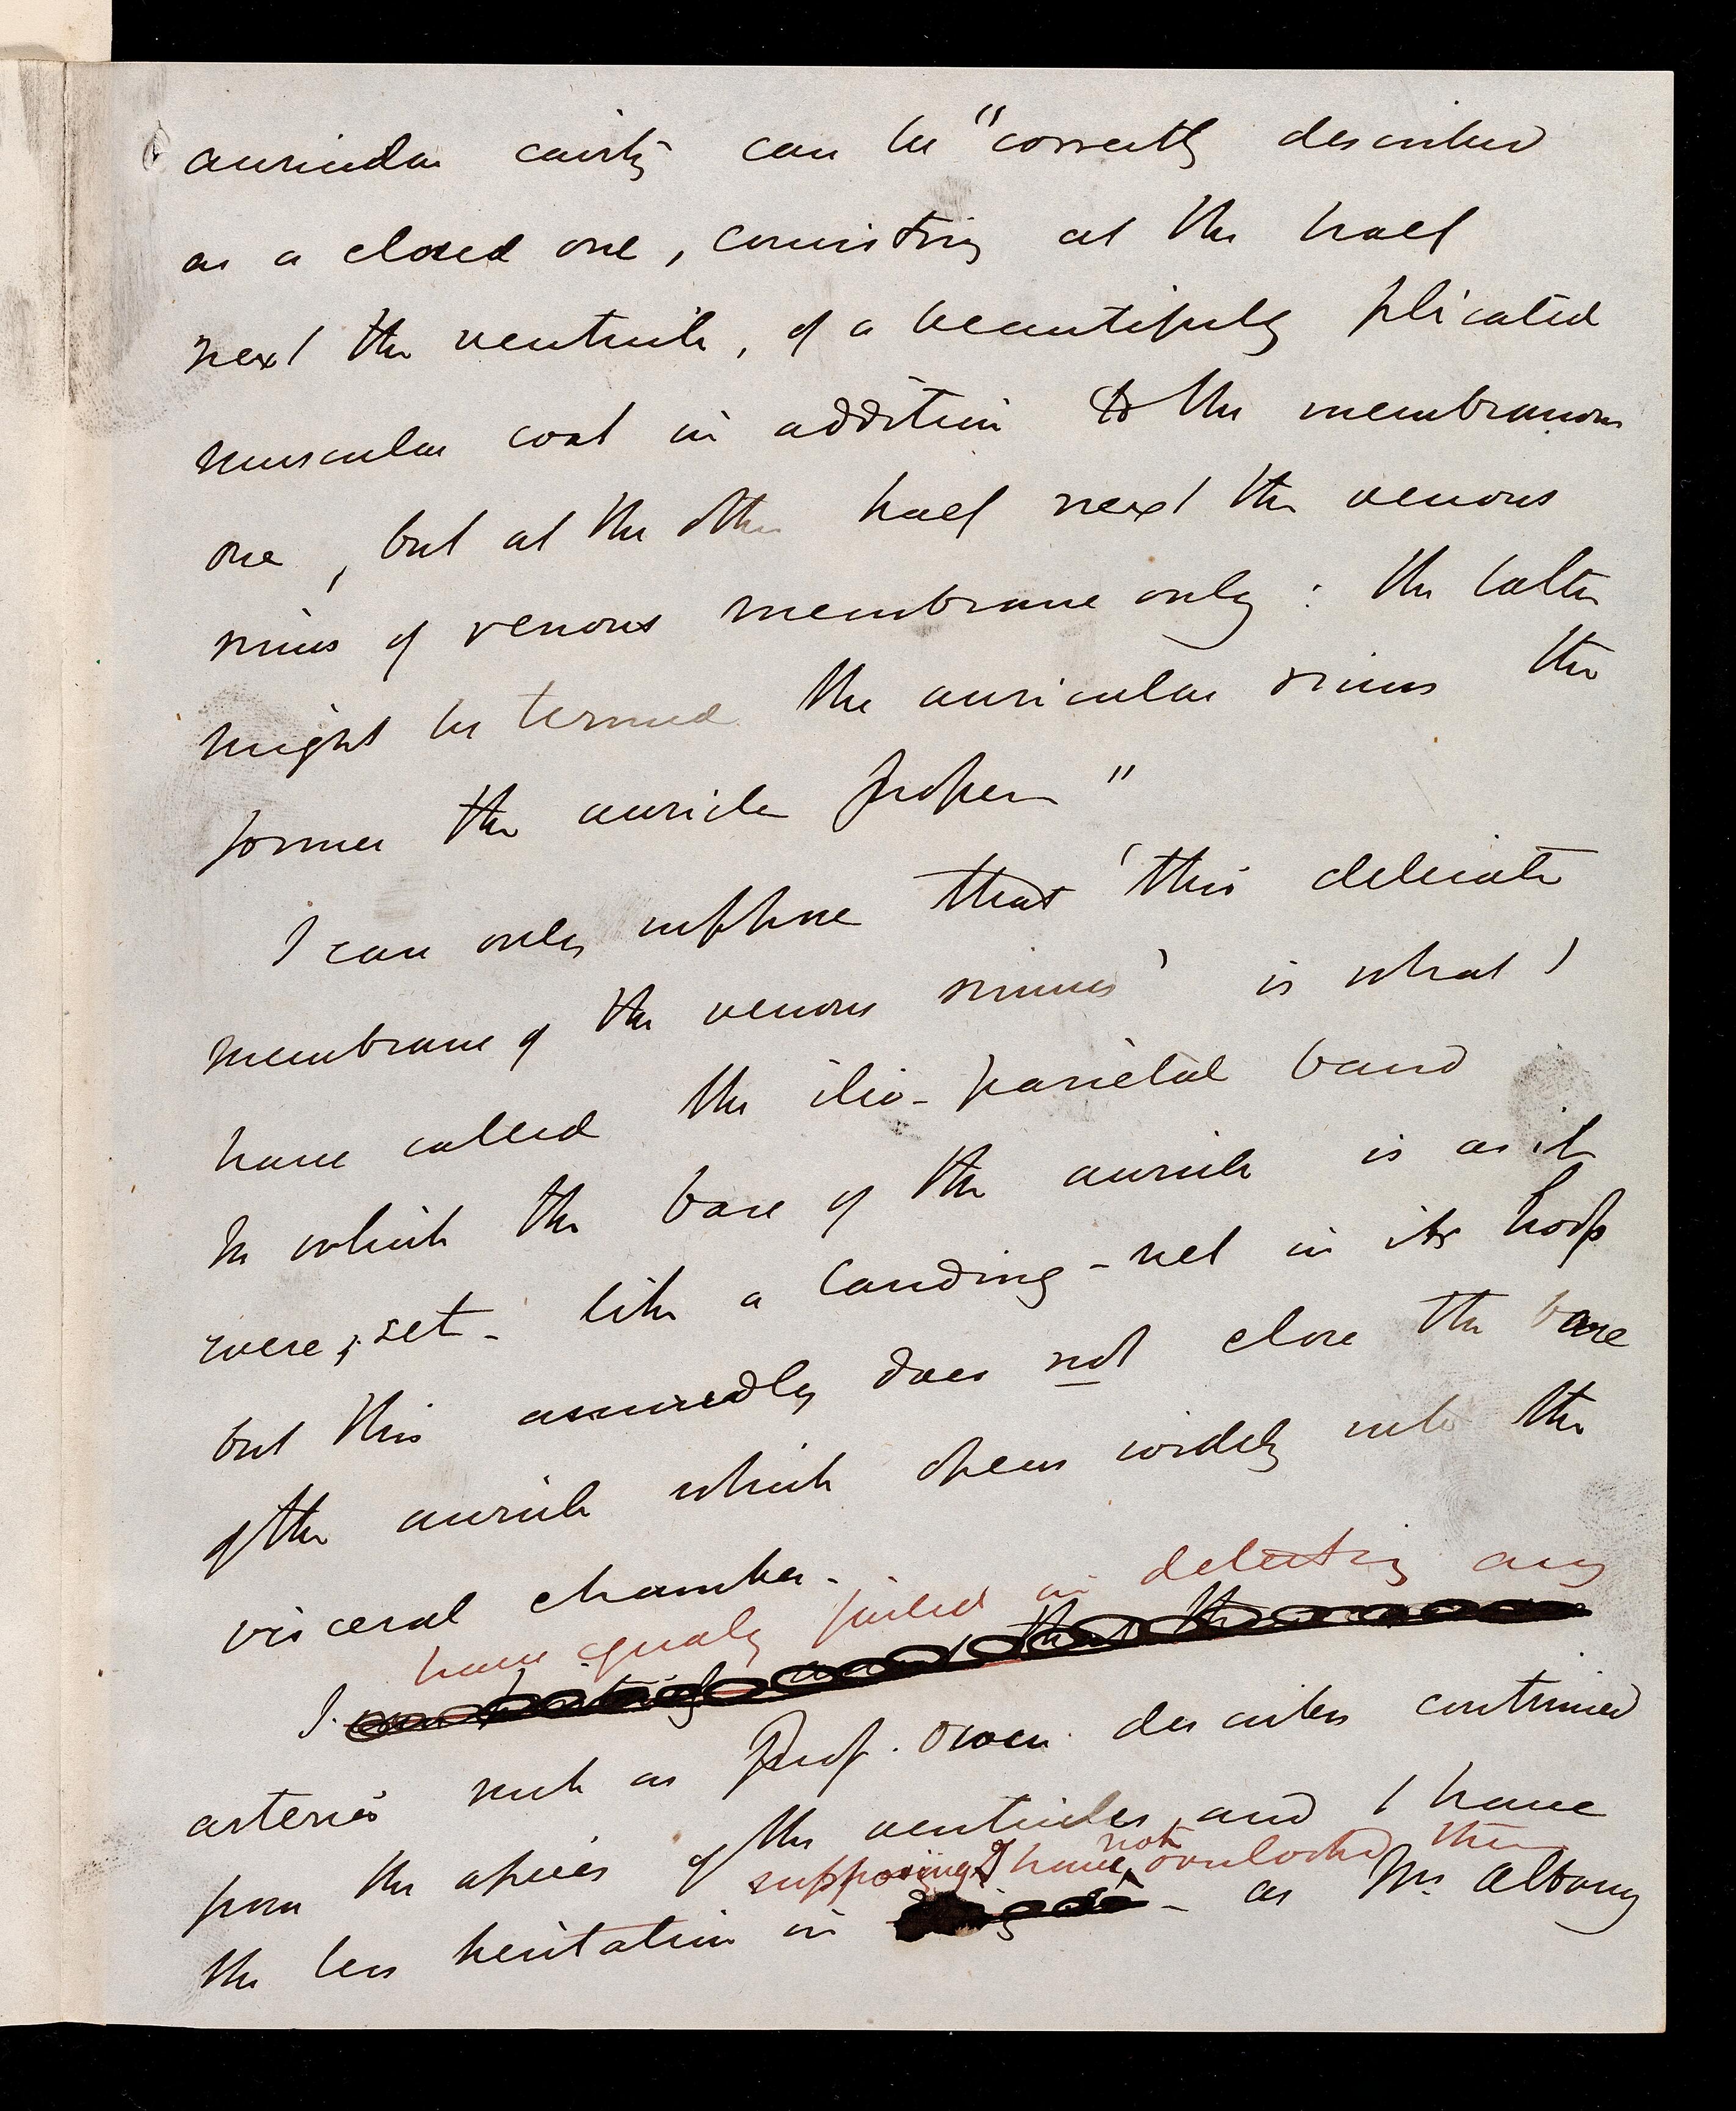 auricular cavity can be "correctly described
as a closed one, consisting at the half
next the ventricle, of a beautifully plicated
muscular coat in addition to the membranous
one, but at the other half next the venous
sinus of venous membrane only: the latter
might be termed the auricular sinus the
former the auricle proper"
I can only suppose that 'this delicate
membrane of the venous sinus' is what I
have called the ilio-parietal band
In which the base of the auricle is as it
were, set - like a landing-net in its hoop
but this assuredly does not close the base
of the auricle which opens widely into the
visceral chamber.
have equally failed in detecting any
I
arteries such as Prof. Owen describes continued
from the apices of the ventricles, and I have
supposing I have not overlooked them
the less hesitation in - as Mr. Albany